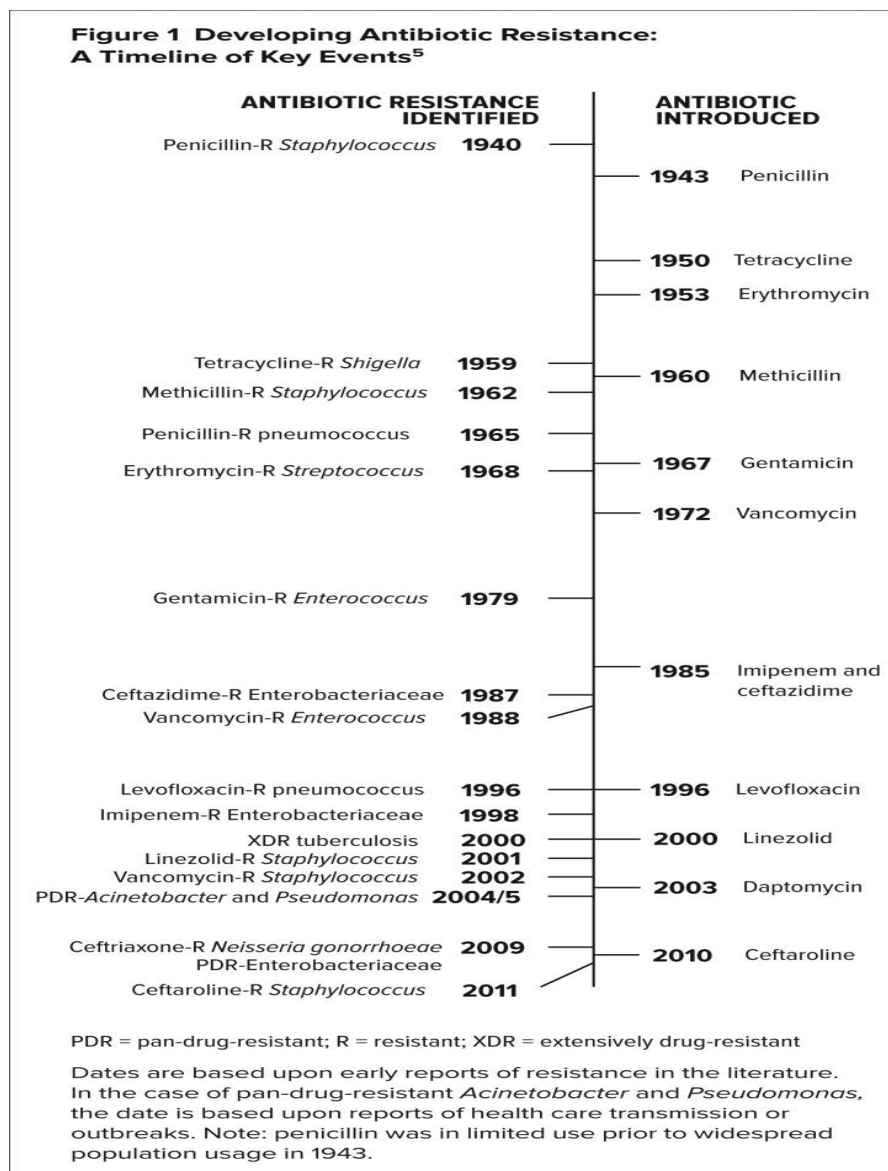 Figure 1 Developing Antibiotic Resistance:
A Timeline of Key Events⁵
ANTIBIOTIC RESISTANCE
IDENTIFIED
ANTIBIOTIC
INTRODUCED
Penicillin-R Staphylococcus 1940
1943 Penicillin
1950 Tetracycline
1953 Erythromycin
Tetracycline-R Shigella 1959
1960 Methicillin
Methicillin-R Staphylococcus 1962
Penicillin-R pneumococcus 1965
1967 Gentamicin
Erythromycin-R Streptococcus 1968
1972 Vancomycin
Gentamicin-R Enterococcus 1979
1985 Imipenem and
ceftazidime
Ceftazidime-R Enterobacteriaceae 1987
Vancomycin-R Enterococcus 1988
Levofloxacin-R pneumococcus 1996
1996 Levofloxacin
Imipenem-R Enterobacteriaceae 1998
XDR tuberculosis 2000
2000 Linezolid
Linezolid-R Staphylococcus 2001
Vancomycin-R Staphylococcus 2002
2003 Daptomycin
PDR-Acinetobacter and Pseudomonas 2004/5
Ceftriaxone-R Neisseria gonorrhoeae 2009
PDR-Enterobacteriaceae
2010 Ceftaroline
Ceftaroline-R Staphylococcus 2011
PDR = pan-drug-resistant; R = resistant; XDR = extensively drug-resistant
Dates are based upon early reports of resistance in the literature.
In the case of pan-drug-resistant Acinetobacter and Pseudomonas,
the date is based upon reports of health care transmission or
outbreaks. Note: penicillin was in limited use prior to widespread
population usage in 1943.